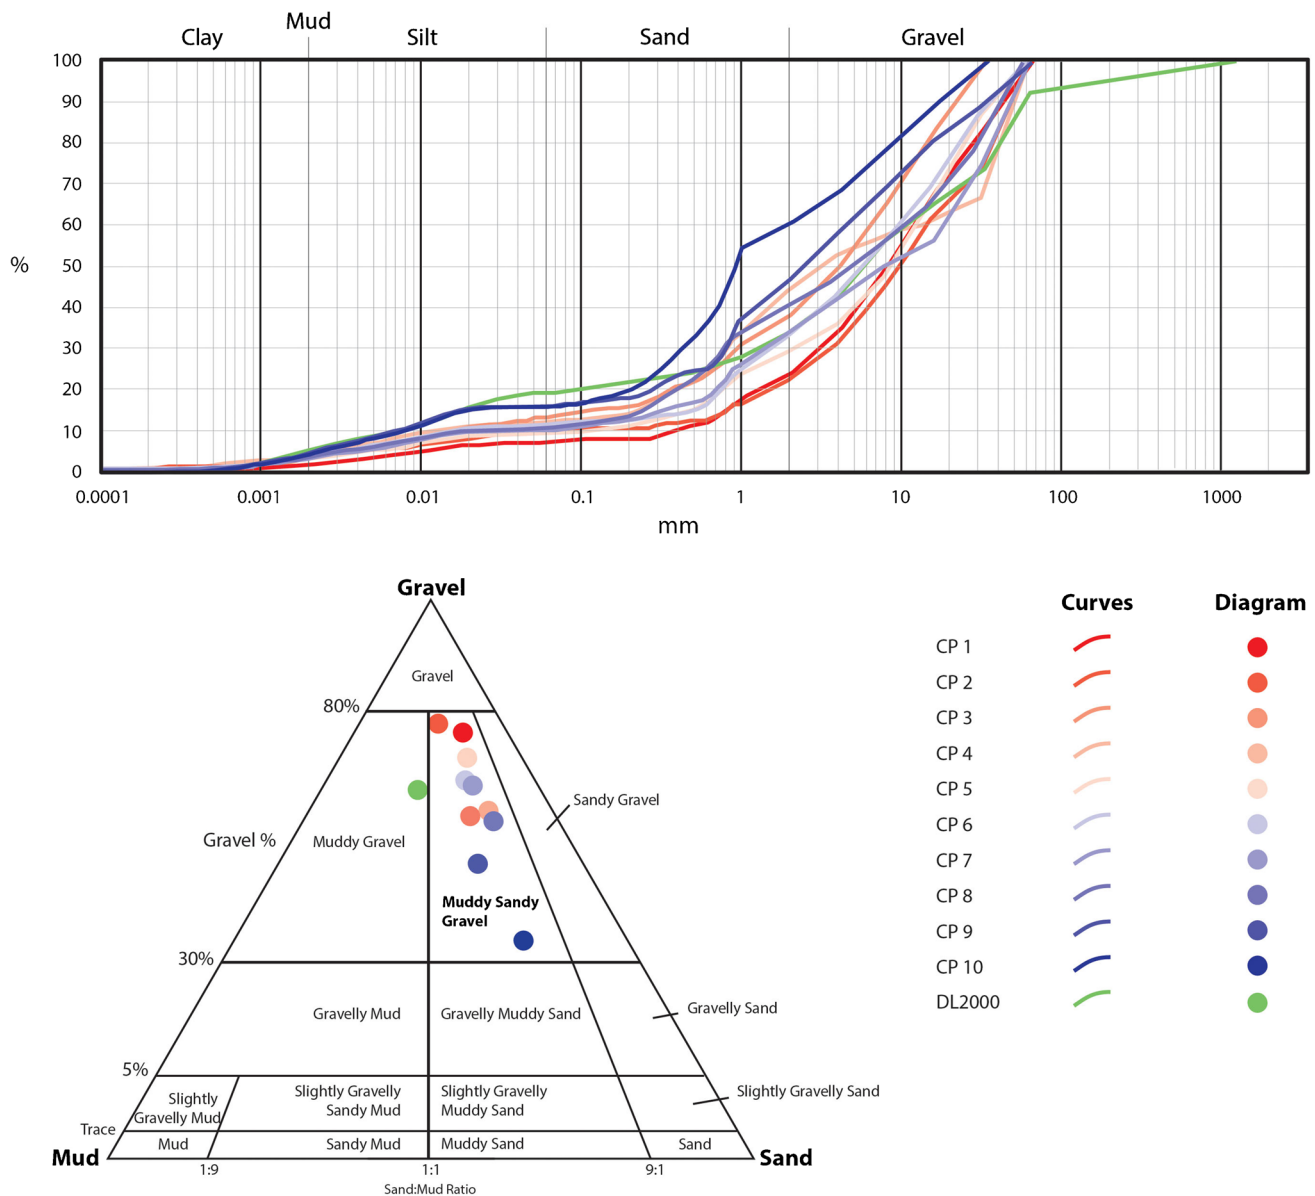 Mud
Clay
Silt
Sand
Gravel
100
90
80
70
60
50
%
40
30
20
10
0
0.0001
0.001
0.01
0.1
1
10
100
1000
mm
Gravel
Gravel
80%
Sandy Gravel
Gravel %
Muddy Gravel
Muddy Sandy
Gravel
30%
Gravelly Mud
Gravelly Muddy Sand
Gravelly Sand
5%
Slightly
Gravelly Mud
Slightly Gravelly
Sandy Mud
Slightly Gravelly
Muddy Sand
Slightly Gravelly Sand
Trace
Mud
Sandy Mud
Muddy Sand
Sand
Mud
Sand
1:9
1:1
9:1
Sand:Mud Ratio
Curves
Diagram
CP 1
CP 2
CP 3
CP 4
CP 5
CP 6
CP 7
CP 8
CP 9
CP 10
DL2000